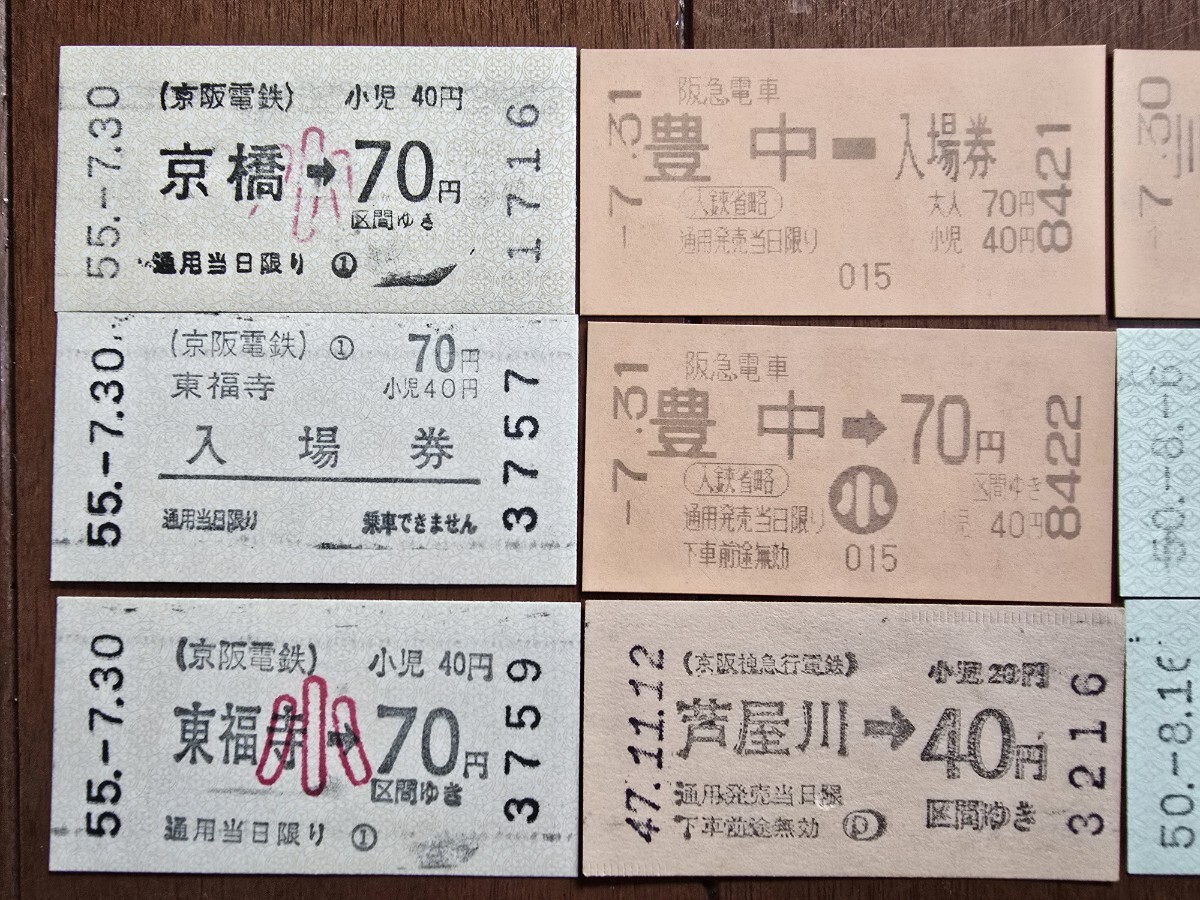 55.-7.30
(京阪電鉄) 小児 40円
京橋➡70円
小
区間ゆき
通用当日限り ①
1716
-7.31
阪急電車
豊中━入場券
入鋏省略
大人 70円
通用発売当日限り 小児 40円
015
8421
-7.30
55.-7.30
(京阪電鉄) ① 70円
東福寺 小児40円
入場券
通用当日限り 乗車できません
3757
-7.31
阪急電車
豊中➡70円
入鋏省略
小
区間ゆき
通用発売当日限り 小児 40円
下車前途無効 015
8422
50.-8.-6
55.-7.30
(京阪電鉄) 小児 40円
東福寺➡70円
小
区間ゆき
通用当日限り ①
3759
47.11.12
(京阪神急行電鉄) 小児20円
芦屋川➡40円
通用発売当日限
区間ゆき
下車前途無効 Ⓟ
3216
50.-8.16